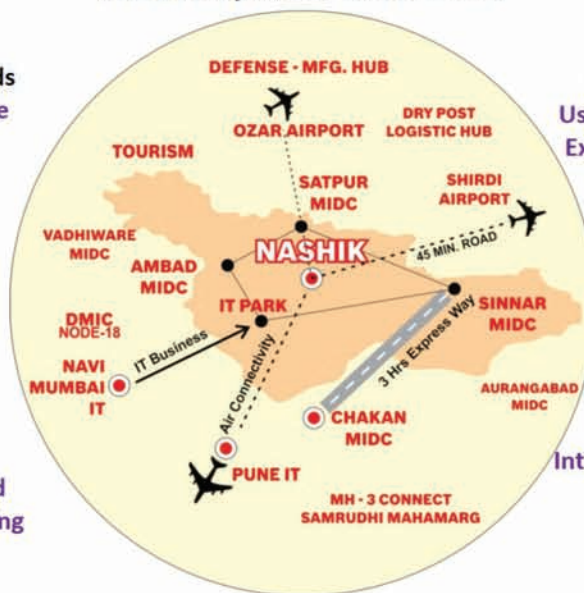 DEFENSE - MFG. HUB
ds
e
OZAR AIRPORT
DRY POST
LOGISTIC HUB
Us
Ex
TOURISM
SATPUR
MIDC
SHIRDI
AIRPORT
VADHIWARE
MIDC
NASHIK
45 MIN. ROAD
AMBAD
MIDC
IT PARK
SINNAR
MIDC
DMIC
NODE-18
IT Business
NAVI
MUMBAI
IT
Air Connectivity
3 Hrs Express Way
AURANGABAD
MIDC
CHAKAN
MIDC
PUNE IT
Int
d
ng
MH - 3 CONNECT
SAMRUDHI MAHAMARG